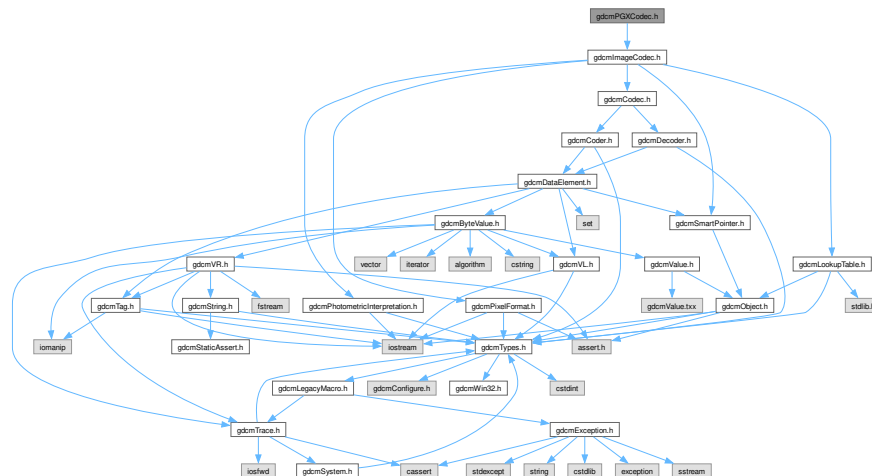 gdcmPGXCodec.h
gdcmImageCodec.h
gdcmCodec.h
gdcmCoder.h
gdcmDecoder.h
gdcmDataElement.h
gdcmByteValue.h
set
gdcmSmartPointer.h
gdcmVR.h
vector
iterator
algorithm
cstring
gdcmVL.h
gdcmValue.h
gdcmLookupTable.h
gdcmTag.h
gdcmString.h
fstream
gdcmPhotometricInterpretation.h
gdcmPixelFormat.h
gdcmValue.txx
gdcmObject.h
stdlib.h
iomanip
gdcmStaticAssert.h
iostream
gdcmTypes.h
assert.h
gdcmLegacyMacro.h
gdcmConfigure.h
gdcmWin32.h
cstdint
gdcmTrace.h
gdcmException.h
iosfwd
gdcmSystem.h
cassert
stdexcept
string
cstdlib
exception
sstream